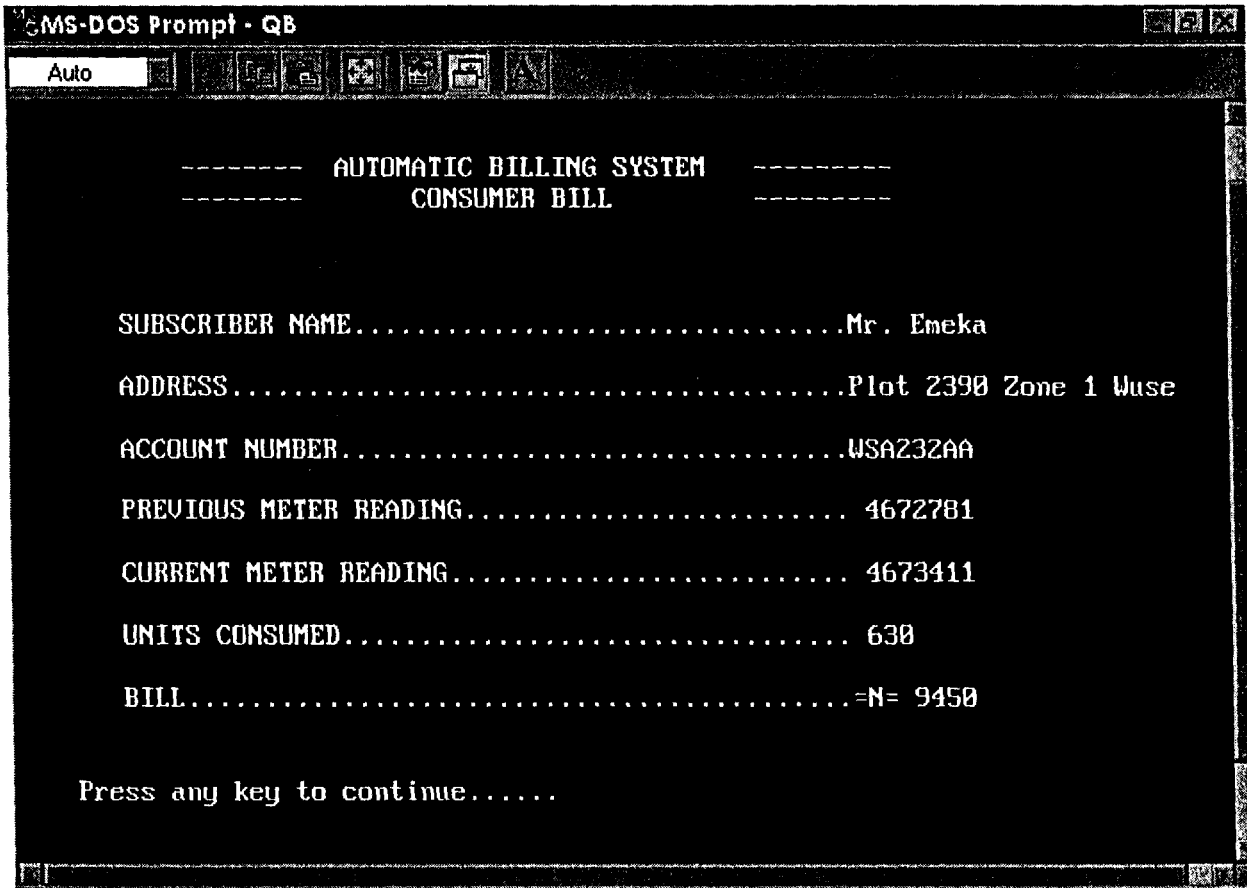 MS-DOS Prompt - QB
Auto
A
-------- AUTOMATIC BILLING SYSTEM ---------
-------- CONSUMER BILL ---------
SUBSCRIBER NAME................................Mr. Emeka
ADDRESS........................................Plot 2390 Zone 1 Wuse
ACCOUNT NUMBER.................................WSA232AA
PREVIOUS METER READING......................... 4672781
CURRENT METER READING.......................... 4673411
UNITS CONSUMED................................. 630
BILL...........................................=N= 9450
Press any key to continue......